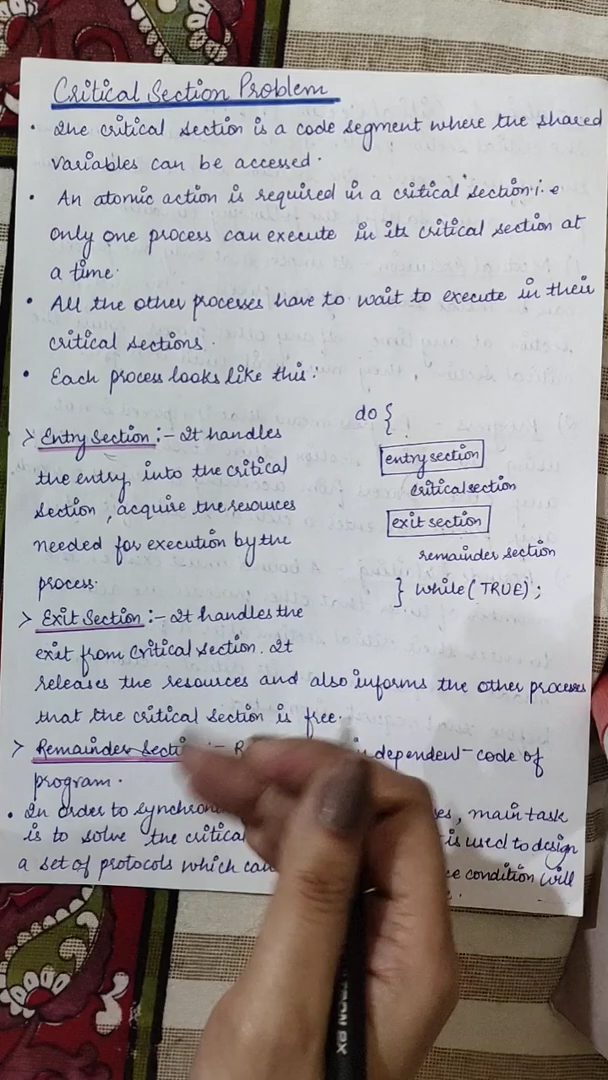 Critical Section Problem
• The critical section is a code segment where the shared
variables can be accessed.
• An atomic action is required in a critical section i.e
only one process can execute in its critical section at
a time.
• All the other processes have to wait to execute in their
critical sections.
• Each process looks like this:
> Entry Section :- It handles
the entry into the critical
section, acquire the resouces
needed for execution by the
process.
do {
entry section
critical section
exit section
remainder section
} while (TRUE);
> Exit Section :- It handles the
exit from critical section. It
releases the resources and also informs the other processes
that the critical section is free.
> Remainder Section :- dependent code of
program.
• In order to synchron , main task
is to solve the critical is used to design
a set of protocols which can condition will
TRON BX